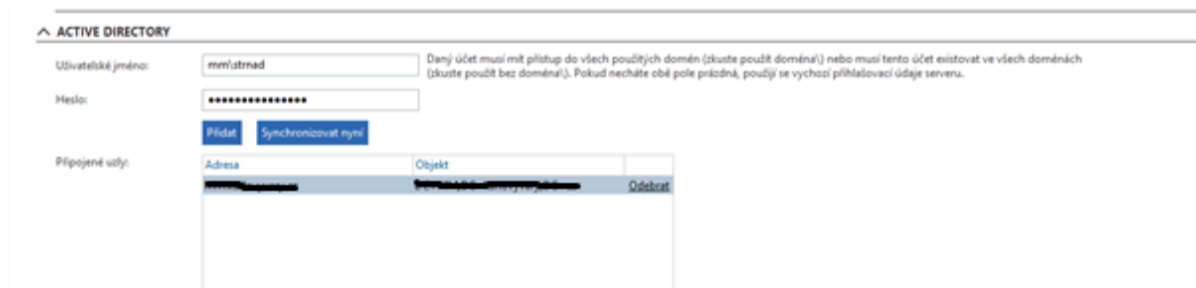 ACTIVE DIRECTORY
Uživatelské jméno:
mm\strnad
Daný účet musí mít přístup do všech použitých domén (zkuste použít doména\) nebo musí tento účet existovat ve všech doménách
(zkuste použít bez doména\). Pokud necháte obě pole prázdná, použijí se výchozí přihlašovací údaje serveru.
Heslo:
•••••••••••••••
Přidat
Synchronizovat nyní
Připojené uzly:
Adresa
Objekt
Odebrat